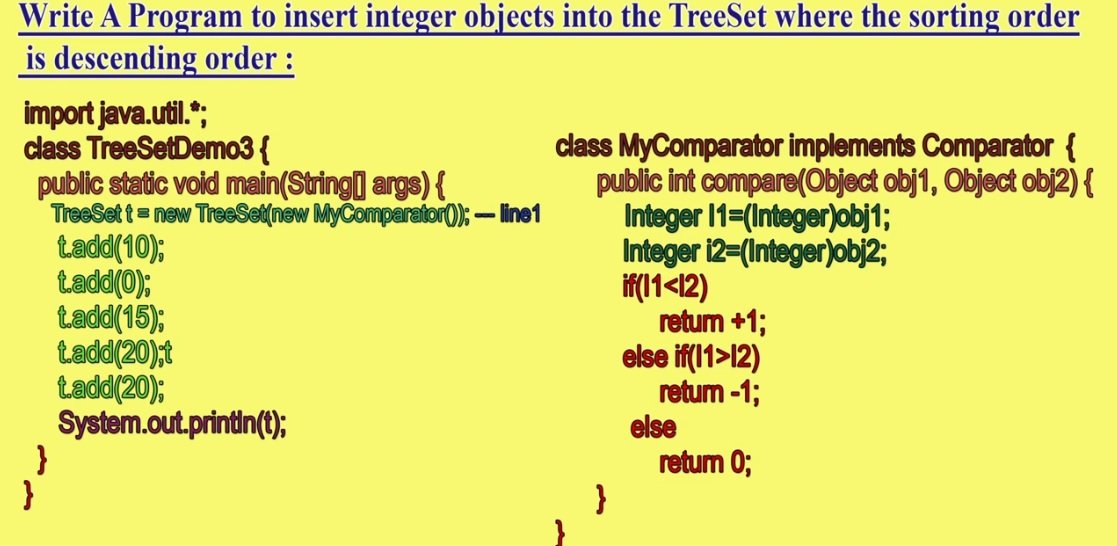 Write A Program to insert integer objects into the TreeSet where the sorting order
is descending order :
import java.util.*;
class TreeSetDemo3 {
public static void main(String[] args) {
TreeSet t = new TreeSet(new MyComparator()); --- line1
t.add(10);
t.add(0);
t.add(15);
t.add(20);t
t.add(20);
System.out.println(t);
}
}
class MyComparator implements Comparator {
public int compare(Object obj1, Object obj2) {
Integer I1=(Integer)obj1;
Integer i2=(Integer)obj2;
if(I1<I2)
return +1;
else if(I1>I2)
return -1;
else
return 0;
}
}